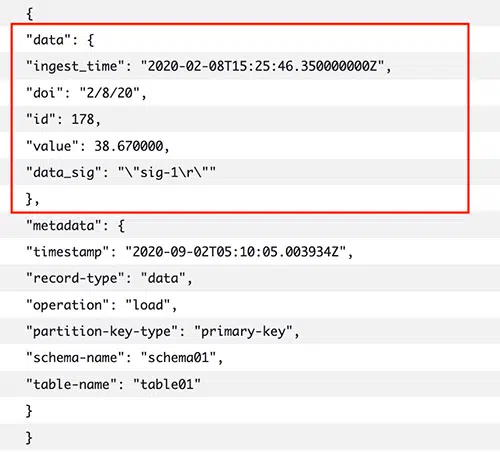 {
"data": {
"ingest_time": "2020-02-08T15:25:46.350000000Z",
"doi": "2/8/20",
"id": 178,
"value": 38.670000,
"data_sig": "\"sig-1\r\""
},
"metadata": {
"timestamp": "2020-09-02T05:10:05.003934Z",
"record-type": "data",
"operation": "load",
"partition-key-type": "primary-key",
"schema-name": "schema01",
"table-name": "table01"
}
}